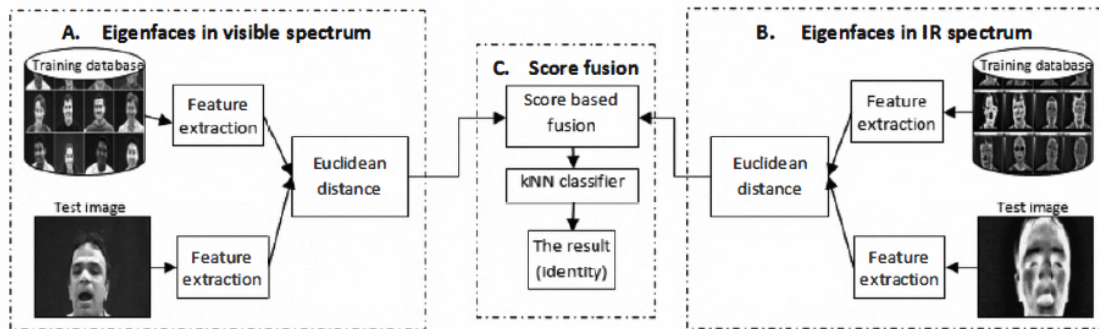 A. Eigenfaces in visible spectrum
Training database
Feature
extraction
Euclidean
distance
Test image
Feature
extraction
C. Score fusion
Score based
fusion
kNN classifier
The result
(identity)
B. Eigenfaces in IR spectrum
Training database
Feature
extraction
Euclidean
distance
Test image
Feature
extraction